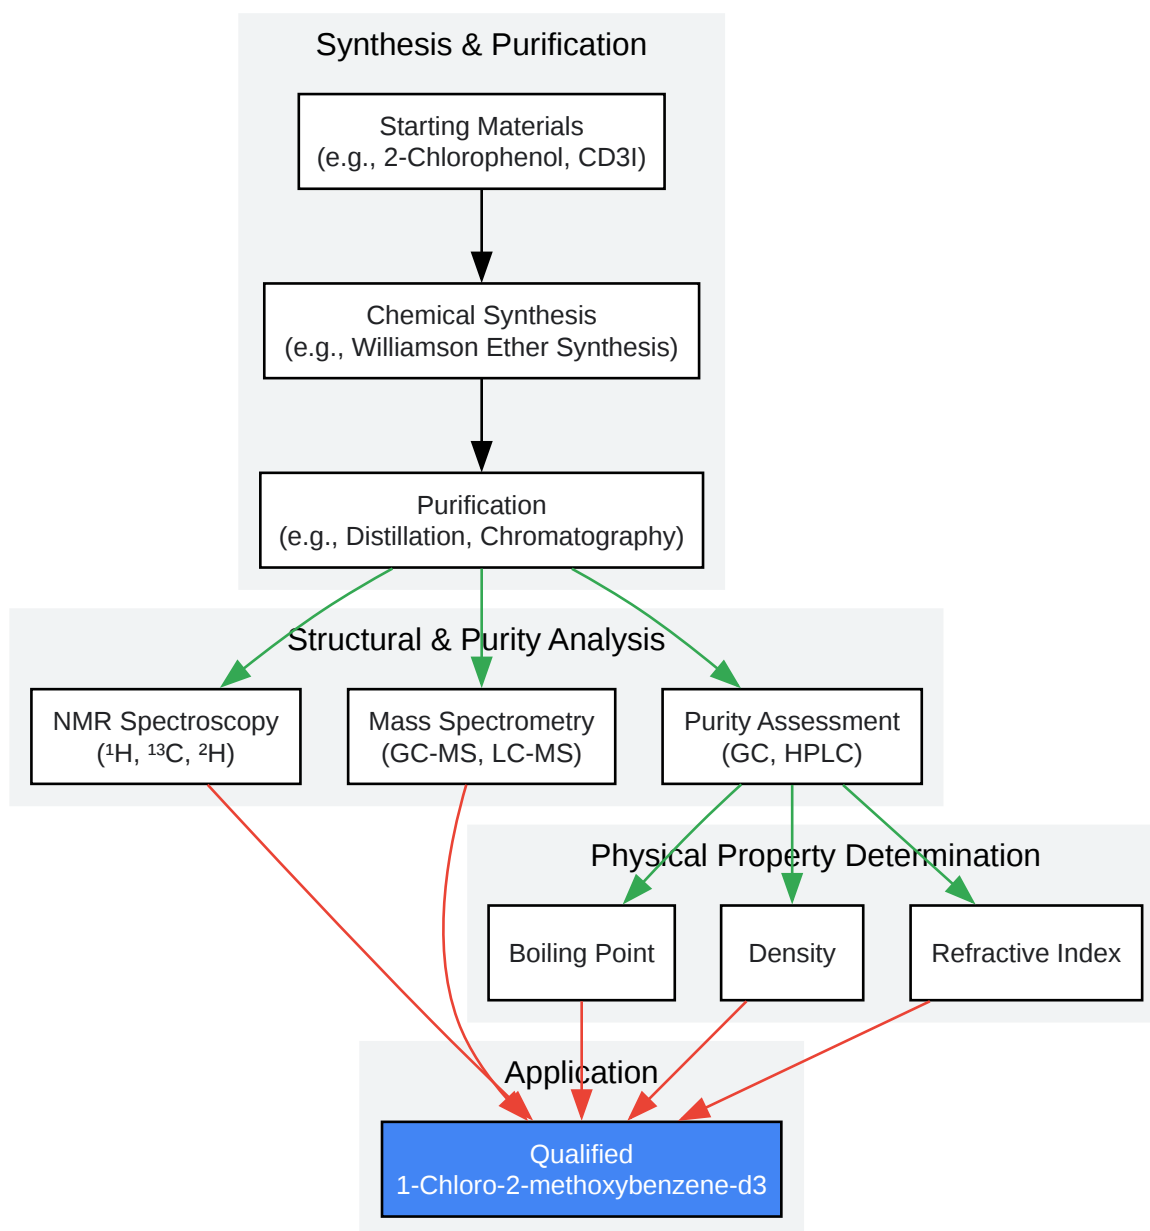 Synthesis & Purification
Starting Materials
(e.g., 2-Chlorophenol, CD3I)
Chemical Synthesis
(e.g., Williamson Ether Synthesis)
Purification
(e.g., Distillation, Chromatography)
Structural & Purity Analysis
NMR Spectroscopy
(¹H, ¹³C, ²H)
Mass Spectrometry
(GC-MS, LC-MS)
Purity Assessment
(GC, HPLC)
Physical Property Determination
Boiling Point
Density
Refractive Index
Application
Qualified
1-Chloro-2-methoxybenzene-d3